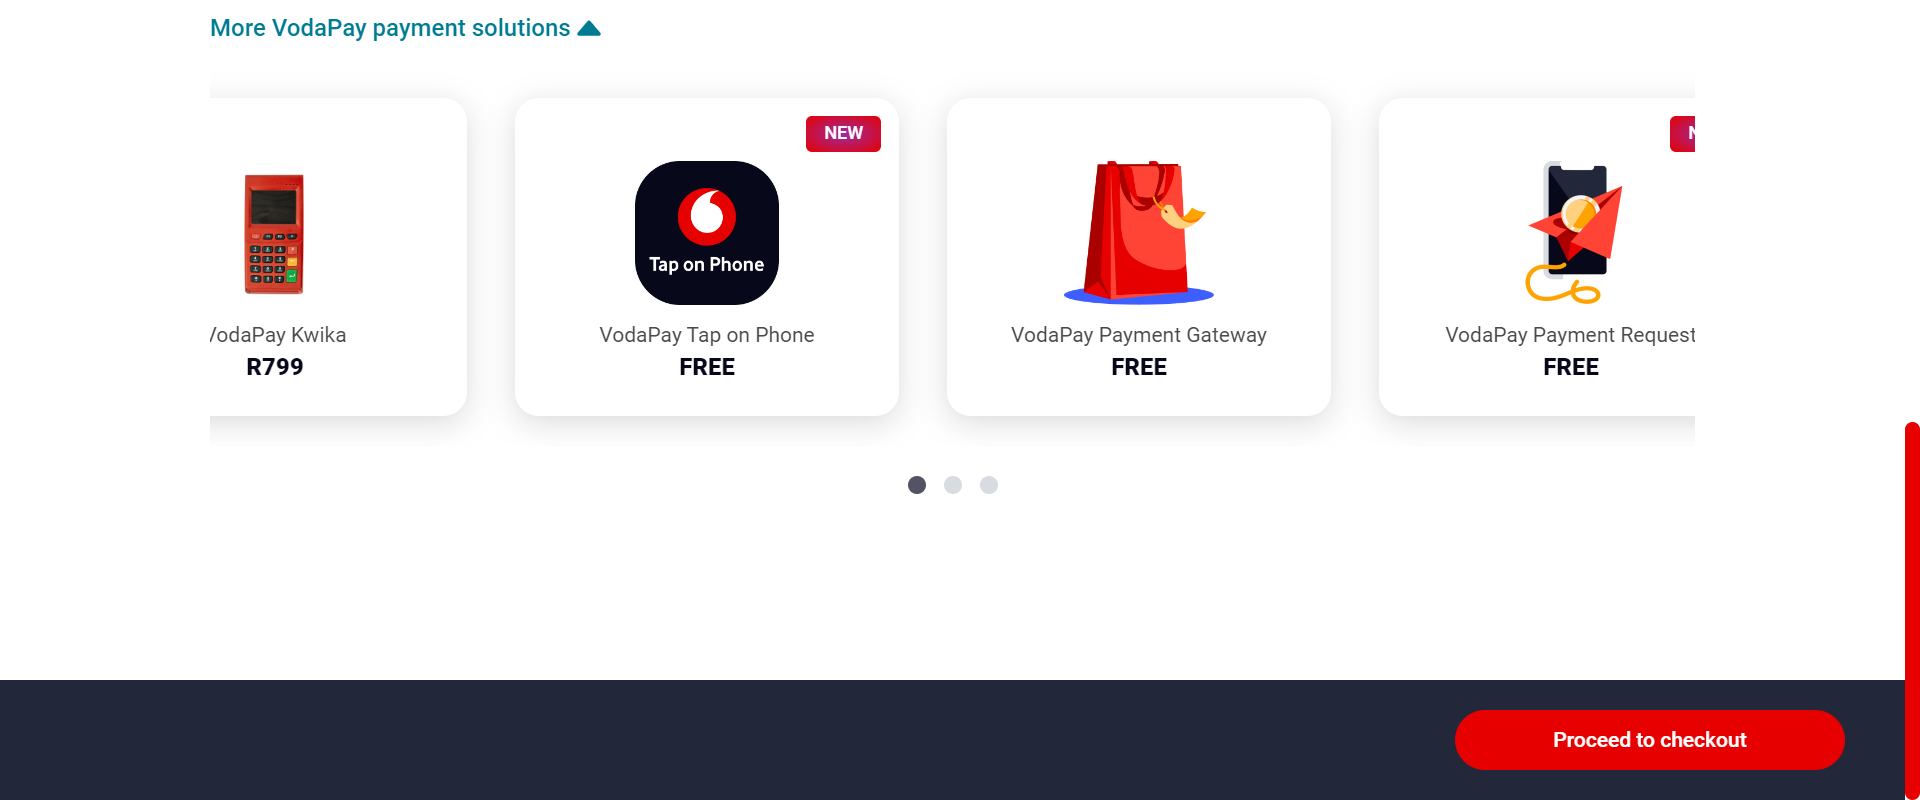 More VodaPay payment solutions
NEW
Tap on Phone
VodaPay Kwika
R799
VodaPay Tap on Phone
FREE
VodaPay Payment Gateway
FREE
VodaPay Payment Request
FREE
Proceed to checkout